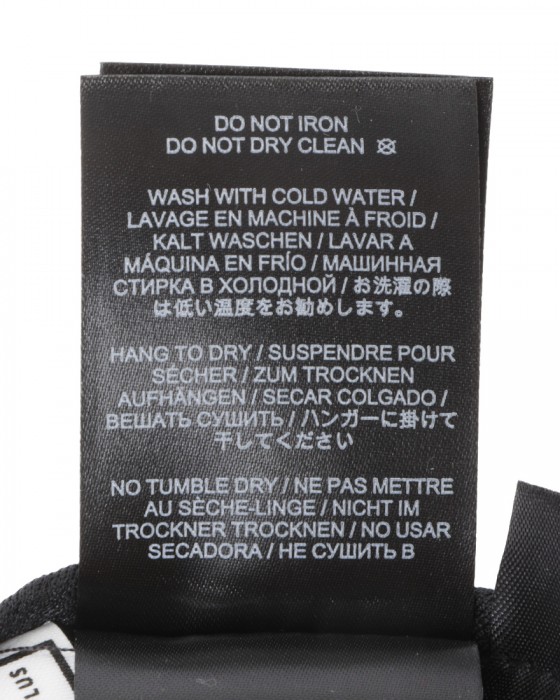 DO NOT IRON
DO NOT DRY CLEAN
WASH WITH COLD WATER /
LAVAGE EN MACHINE À FROID /
KALT WASCHEN / LAVAR A
MÁQUINA EN FRÍO / МАШИННАЯ
СТИРКА В ХОЛОДНОЙ / お洗濯の際
は低い温度をお勧めします。
HANG TO DRY / SUSPENDRE POUR
SÉCHER / ZUM TROCKNEN
AUFHÄNGEN / SECAR COLGADO /
ВЕШАТЬ СУШИТЬ / ハンガーに掛けて
干してください
NO TUMBLE DRY / NE PAS METTRE
AU SÈCHE-LINGE / NICHT IM
TROCKNER TROCKNEN / NO USAR
SECADORA / НЕ СУШИТЬ В